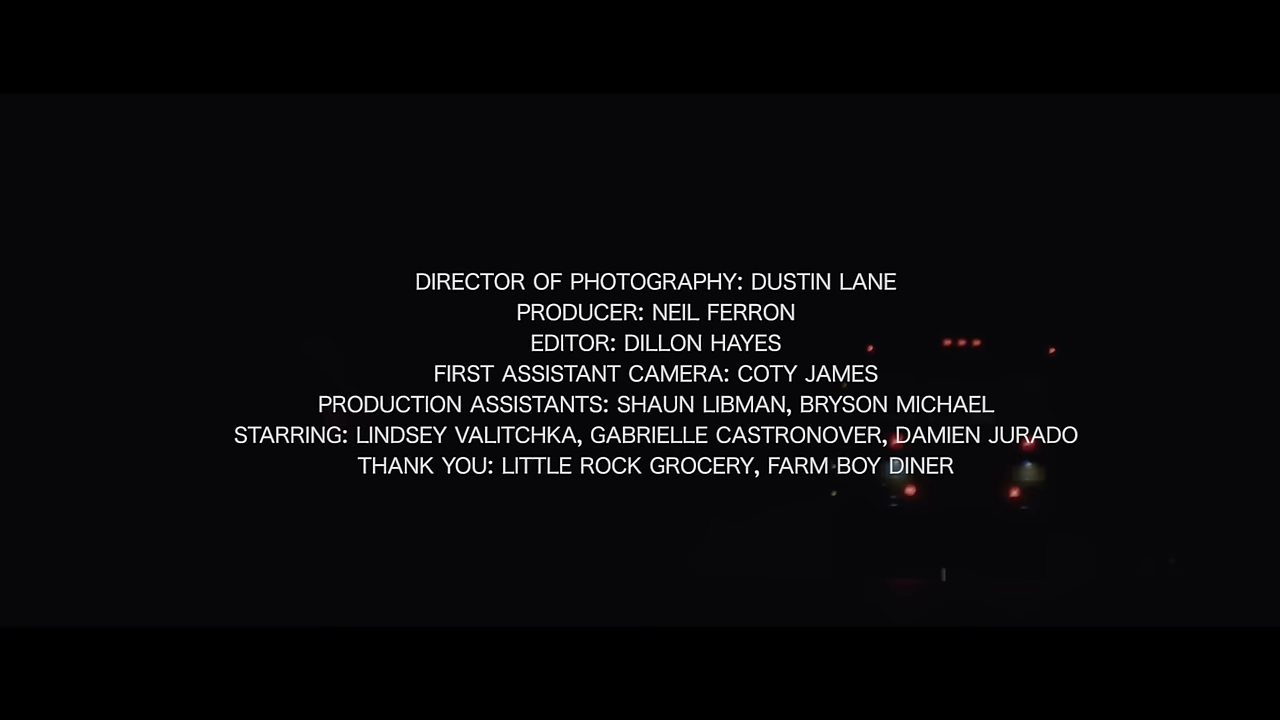 DIRECTOR OF PHOTOGRAPHY: DUSTIN LANE
PRODUCER: NEIL FERRON
EDITOR: DILLON HAYES
FIRST ASSISTANT CAMERA: COTY JAMES
PRODUCTION ASSISTANTS: SHAUN LIBMAN, BRYSON MICHAEL
STARRING: LINDSEY VALITCHKA, GABRIELLE CASTRONOVER, DAMIEN JURADO
THANK YOU: LITTLE ROCK GROCERY, FARM BOY DINER